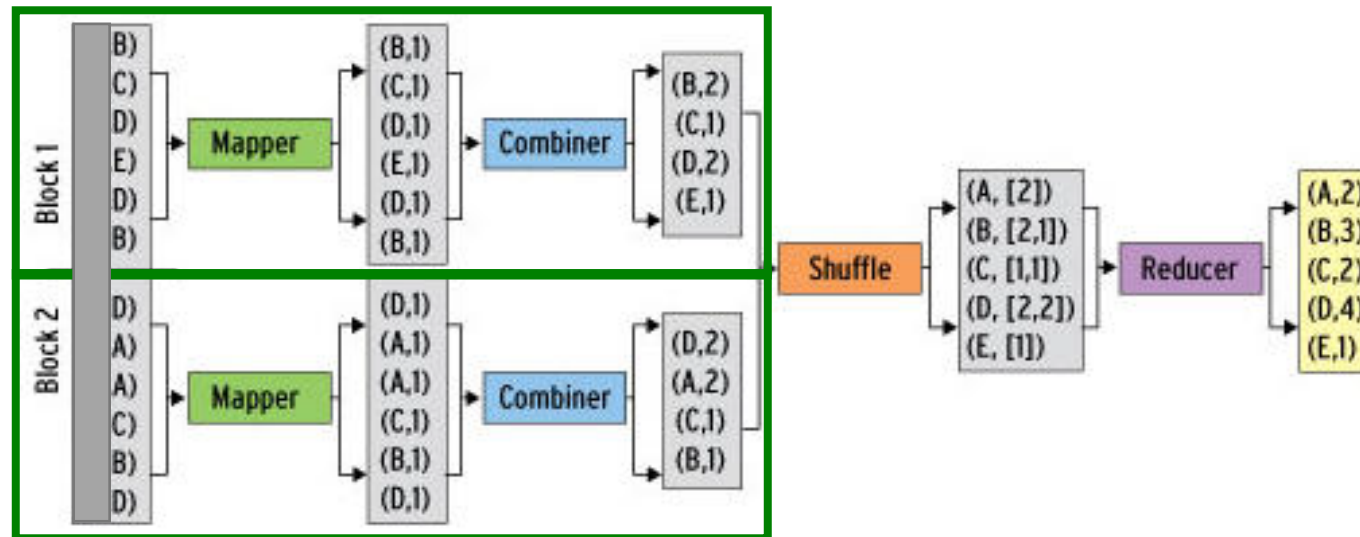 Block 1
B)
C)
D)
E)
D)
B)
Mapper
(B,1)
(C,1)
(D,1)
(E,1)
(D,1)
(B,1)
Combiner
(B,2)
(C,1)
(D,2)
(E,1)
Block 2
D)
A)
A)
C)
B)
D)
Mapper
(D,1)
(A,1)
(A,1)
(C,1)
(B,1)
(D,1)
Combiner
(D,2)
(A,2)
(C,1)
(B,1)
Shuffle
(A, [2])
(B, [2,1])
(C, [1,1])
(D, [2,2])
(E, [1])
Reducer
(A,2)
(B,3)
(C,2)
(D,4)
(E,1)